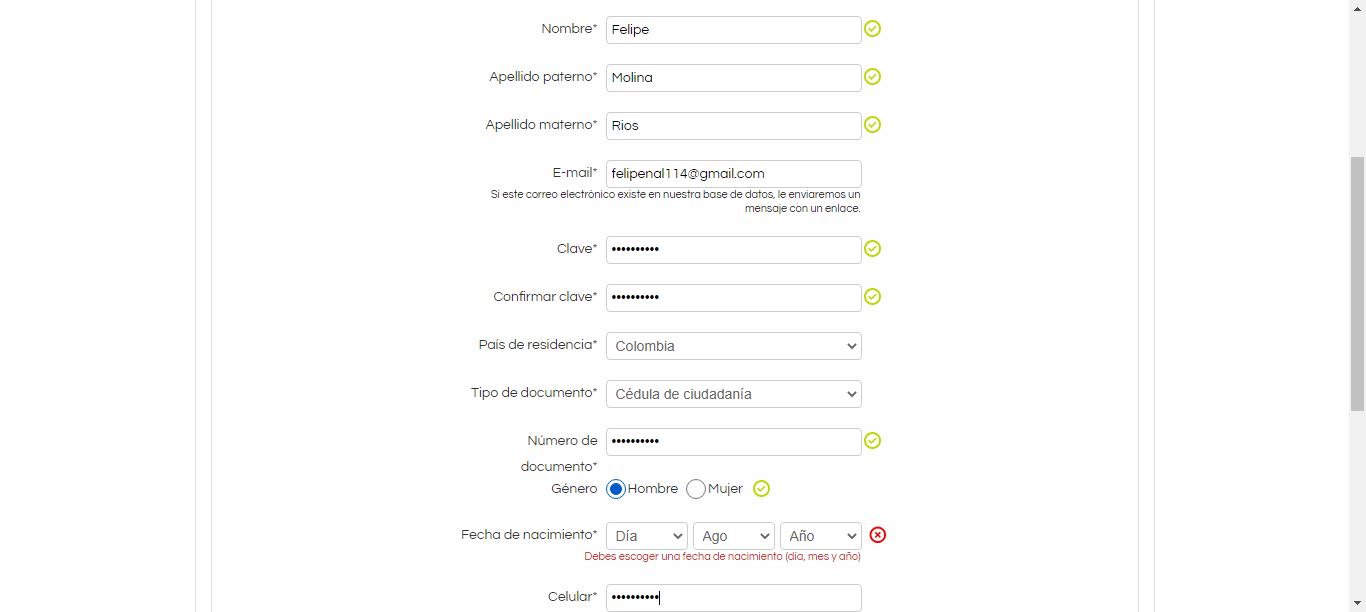 Nombre* Felipe
Apellido paterno* Molina
Apellido materno* Rios
E-mail* felipenal114@gmail.com
Si este correo electrónico existe en nuestra base de datos, le enviaremos un
mensaje con un enlace.
Clave* ••••••••••
Confirmar clave* ••••••••••
País de residencia* Colombia
Tipo de documento* Cédula de ciudadanía
Número de ••••••••••
documento*
Género Hombre Mujer
Fecha de nacimiento* Día Ago Año
Debes escoger una fecha de nacimiento (día, mes y año)
Celular* ••••••••••